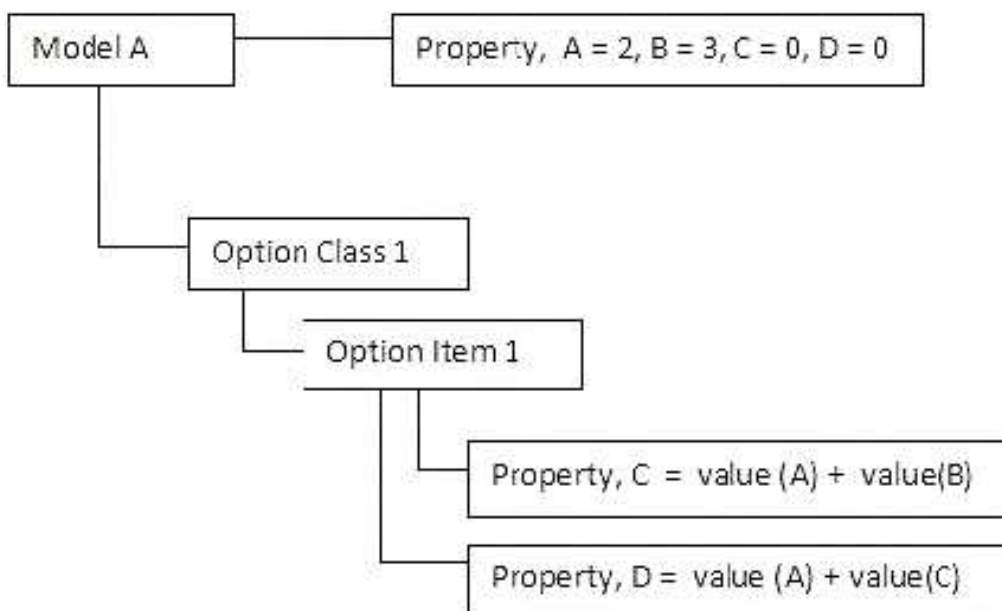 Model A
Property, A = 2, B = 3, C = 0, D = 0
Option Class 1
Option Item 1
Property, C = value (A) + value(B)
Property, D = value (A) + value(C)